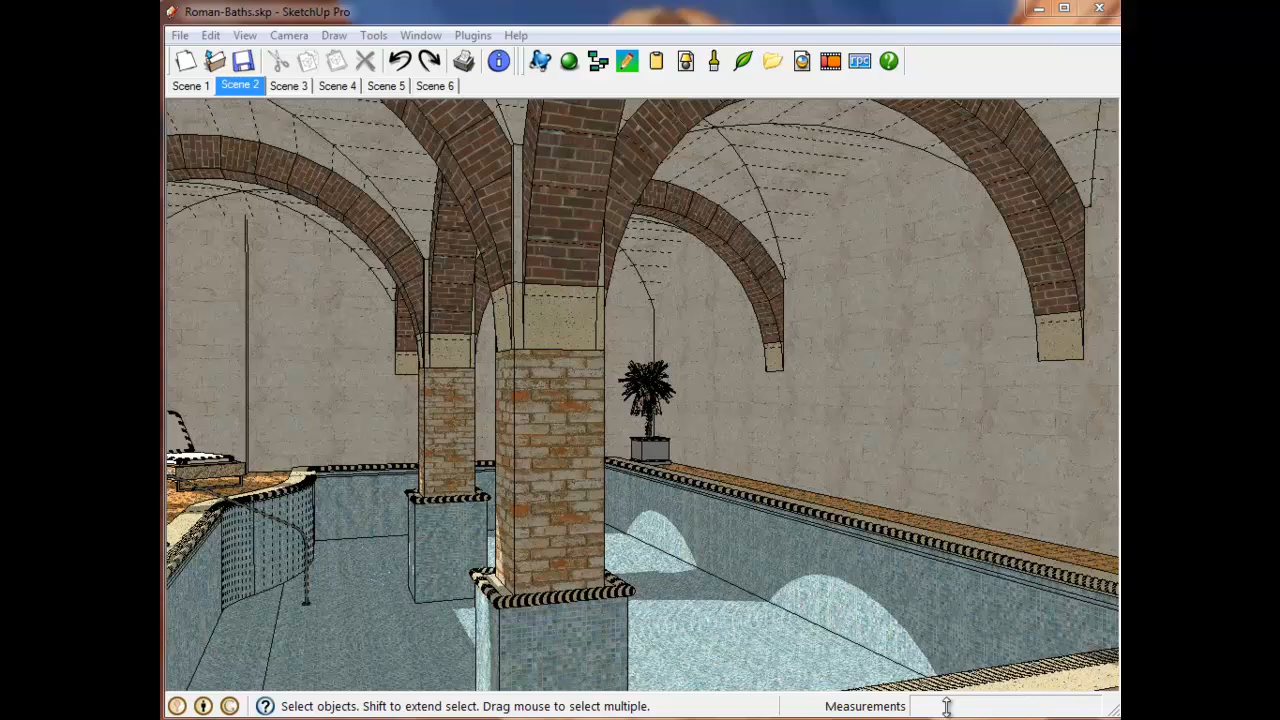 Roman-Baths.skp - SketchUp Pro
File Edit View Camera Draw Tools Window Plugins Help
rpc
Scene 1 Scene 2 Scene 3 Scene 4 Scene 5 Scene 6
Select objects. Shift to extend select. Drag mouse to select multiple. Measurements